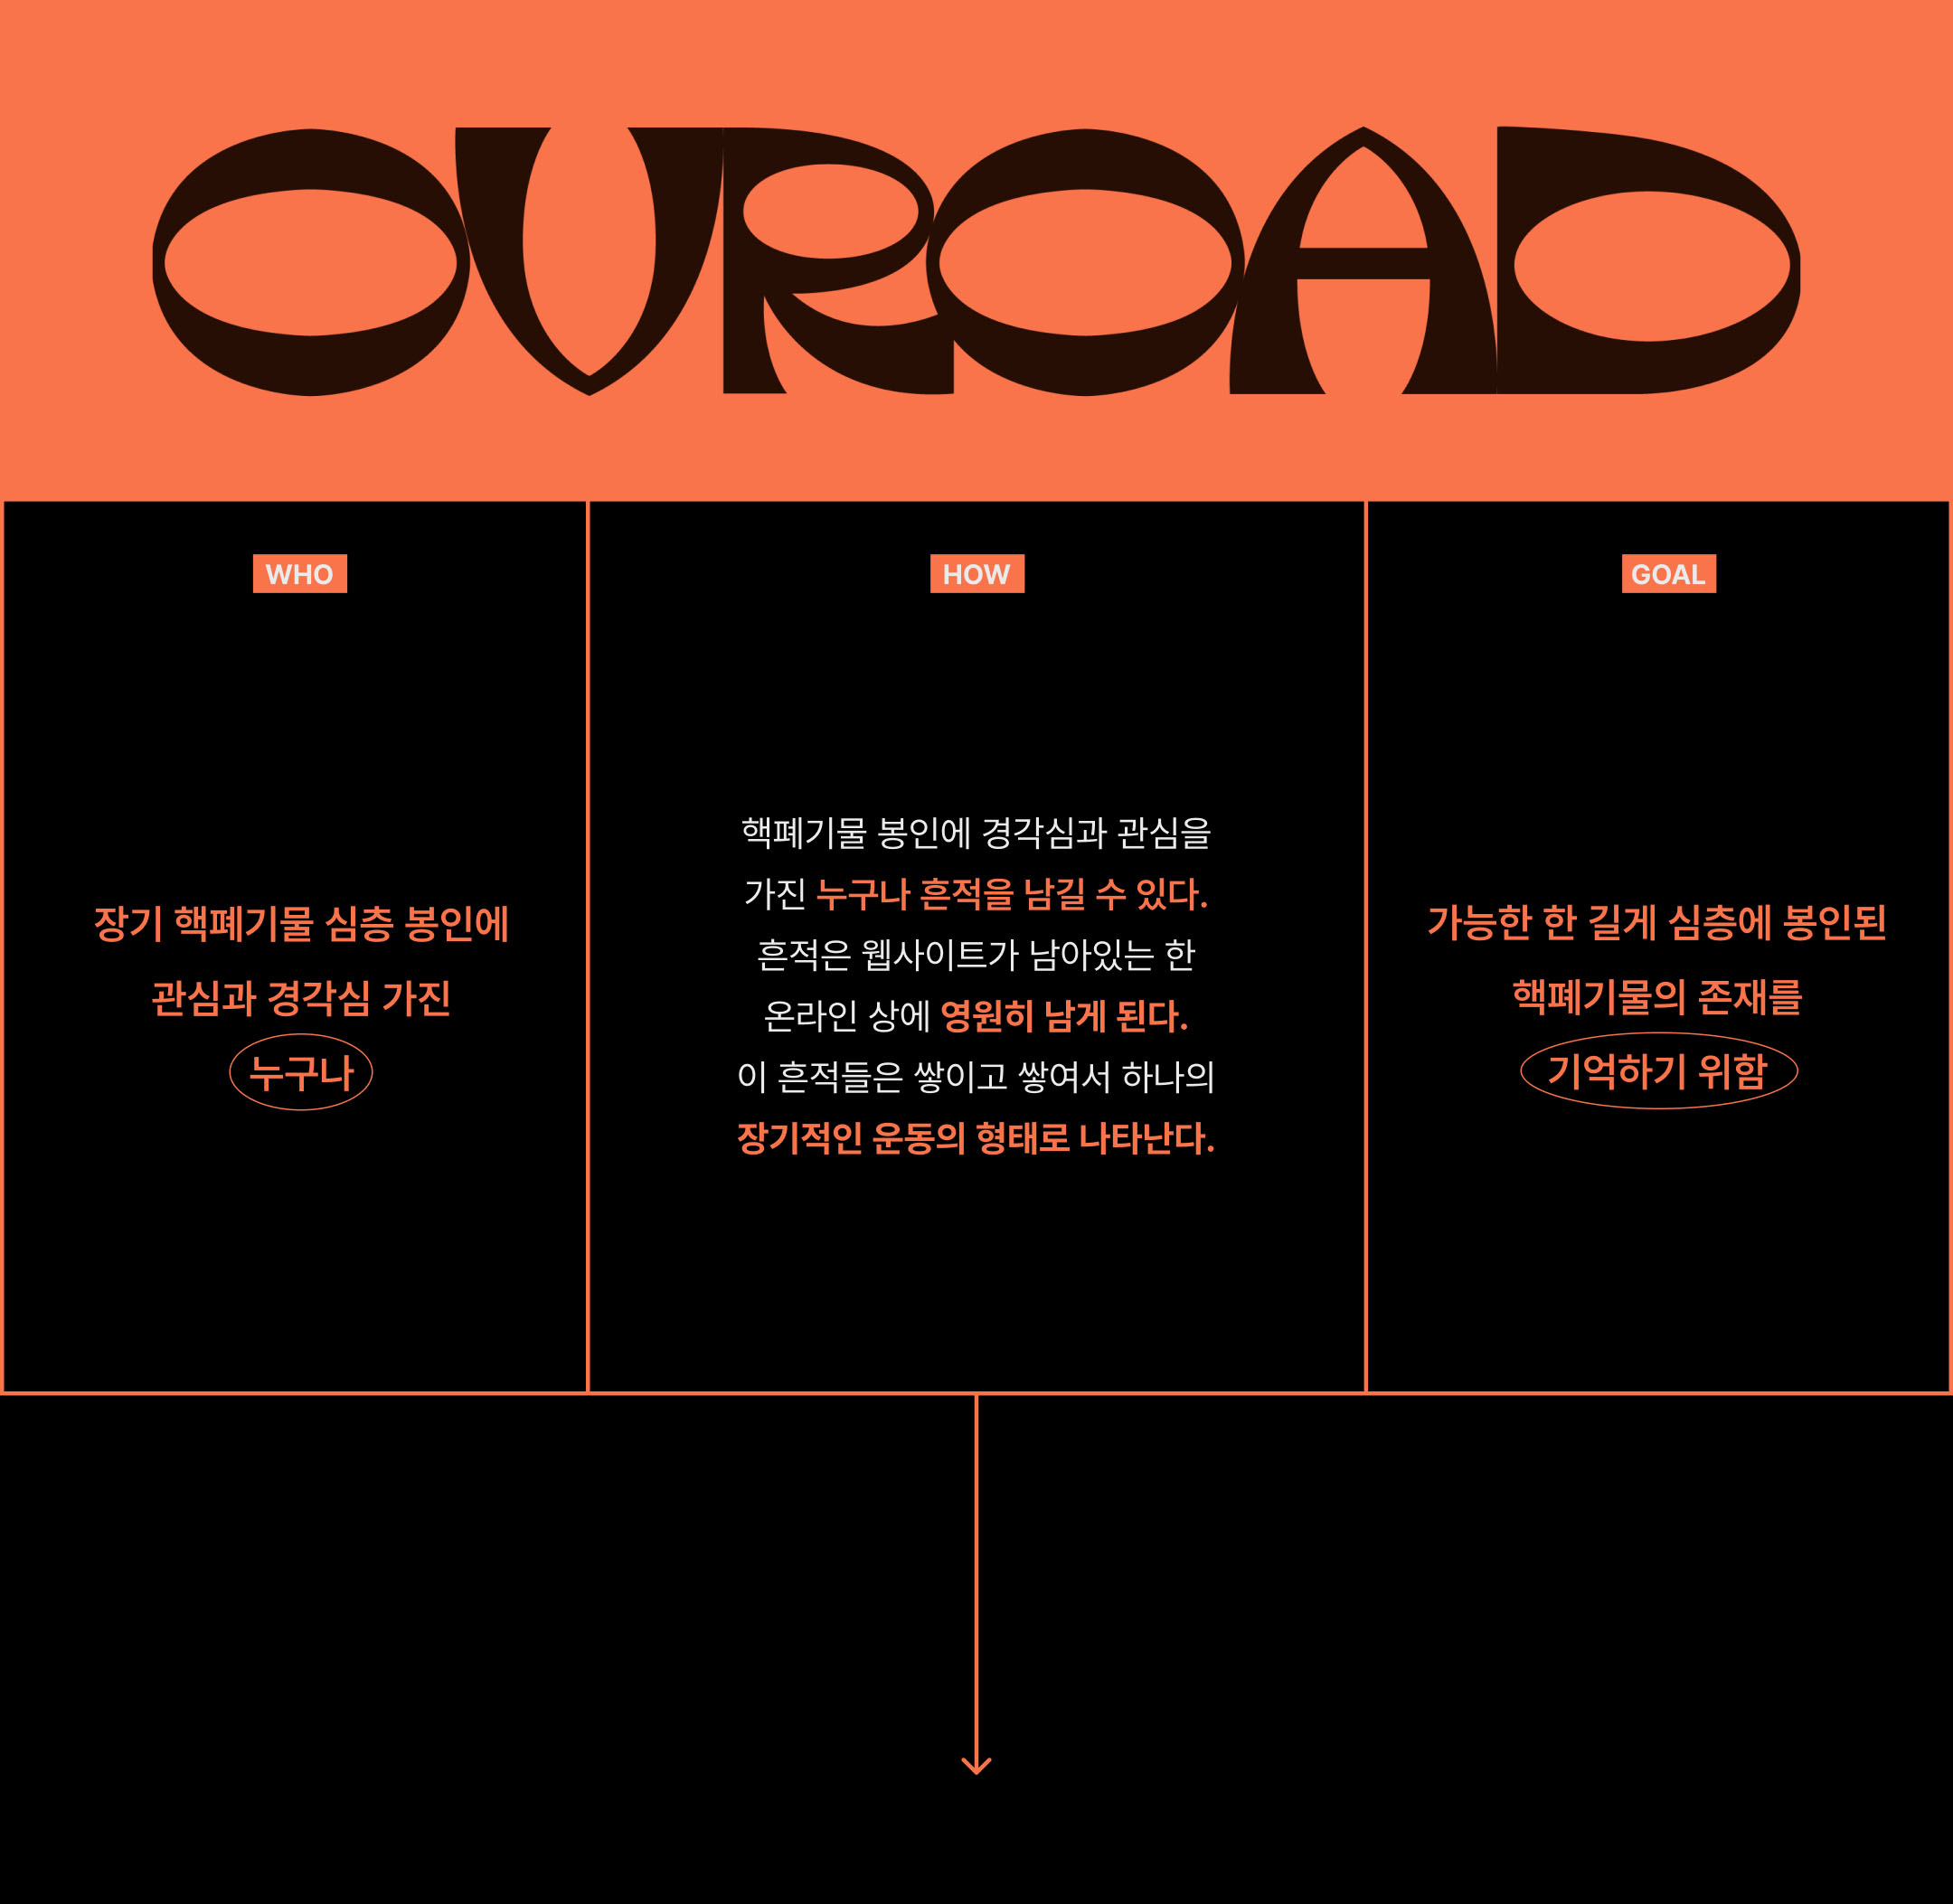 OUROAD
WHO
장기 핵폐기물 심층 봉인에
관심과 경각심 가진
누구나
HOW
핵폐기물 봉인에 경각심과 관심을
가진 누구나 흔적을 남길 수 있다.
흔적은 웹사이트가 남아있는 한
온라인 상에 영원히 남게 된다.
이 흔적들은 쌓이고 쌓여서 하나의
장기적인 운동의 형태로 나타난다.
GOAL
가능한 한 길게 심층에 봉인된
핵폐기물의 존재를
기억하기 위함